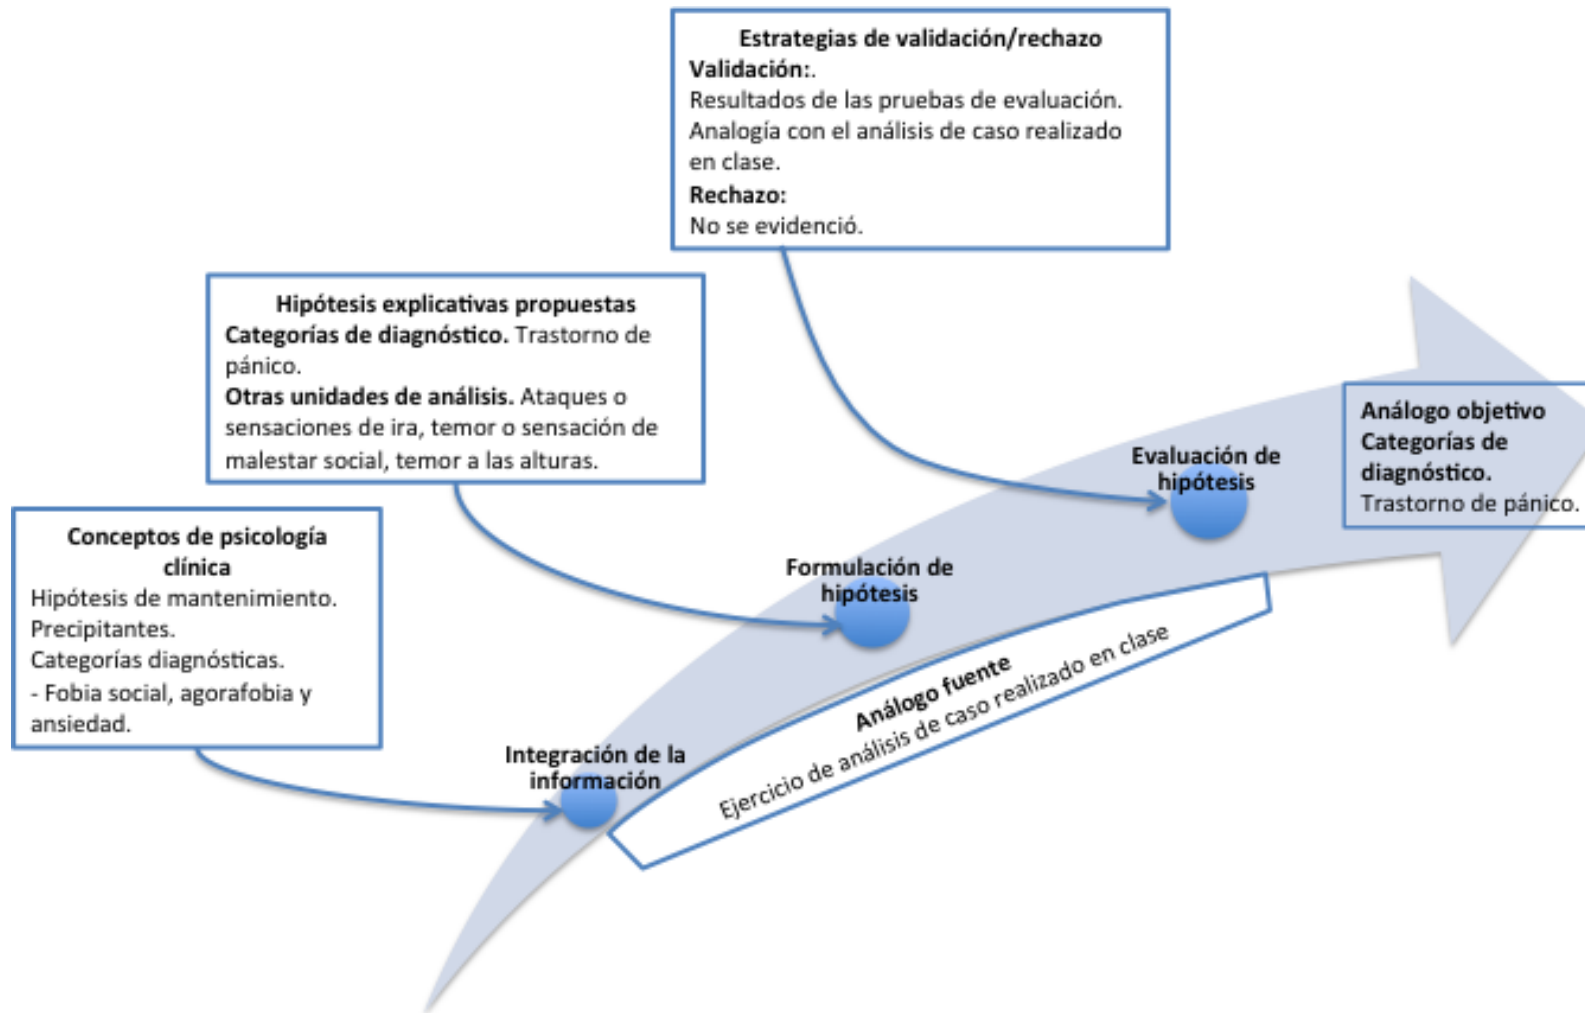 Estrategias de validación/rechazo
Validación:.
Resultados de las pruebas de evaluación.
Analogía con el análisis de caso realizado
en clase.
Rechazo:
No se evidenció.
Hipótesis explicativas propuestas
Categorías de diagnóstico. Trastorno de
pánico.
Otras unidades de análisis. Ataques o
sensaciones de ira, temor o sensación de
malestar social, temor a las alturas.
Conceptos de psicología
clínica
Hipótesis de mantenimiento.
Precipitantes.
Categorías diagnósticas.
- Fobia social, agorafobia y
ansiedad.
Integración de la
información
Formulación de
hipótesis
Evaluación de
hipótesis
Análogo fuente
Ejercicio de análisis de caso realizado en clase
Análogo objetivo
Categorías de
diagnóstico.
Trastorno de pánico.